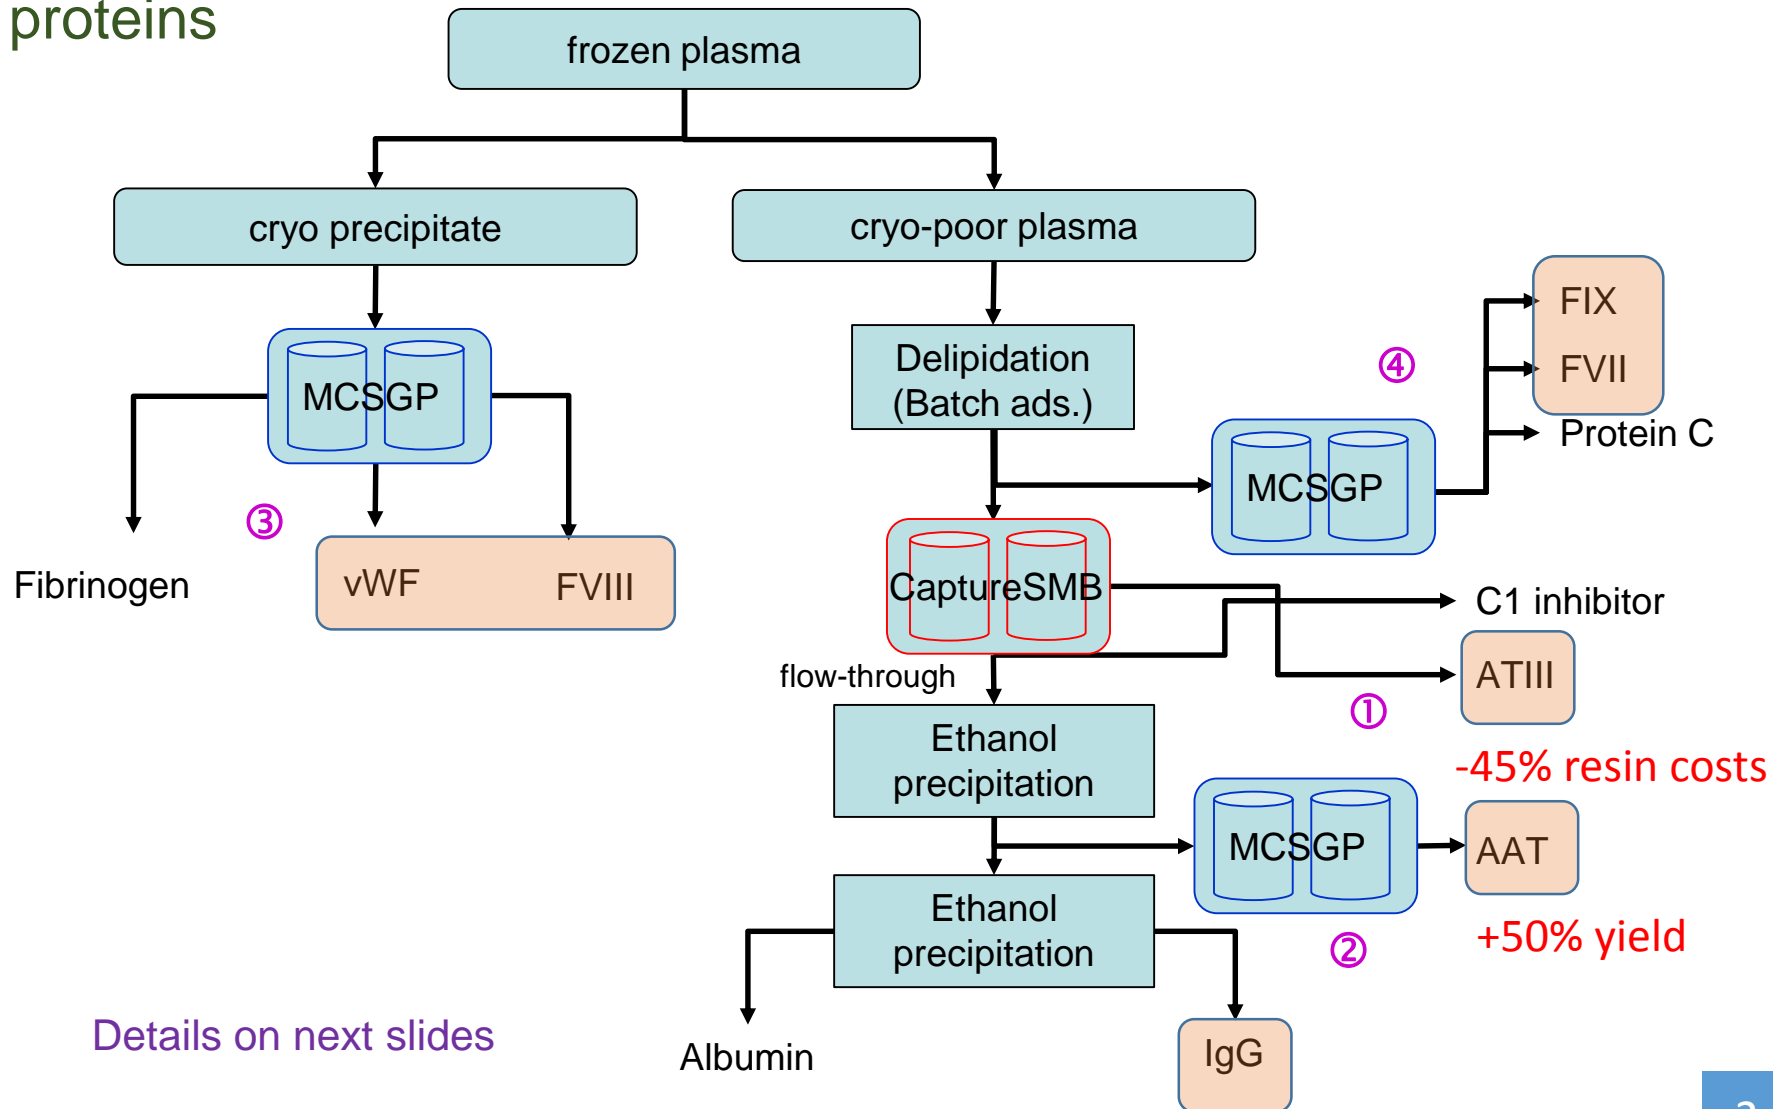 proteins
frozen plasma
cryo precipitate
cryo-poor plasma
Delipidation
(Batch ads.)
FIX
FVII
Protein C
④
MCSGP
MCSGP
③
Fibrinogen
vWF
FVIII
CaptureSMB
C1 inhibitor
flow-through
ATIII
①
-45% resin costs
Ethanol
precipitation
MCSGP
AAT
+50% yield
②
Ethanol
precipitation
Details on next slides
Albumin
IgG